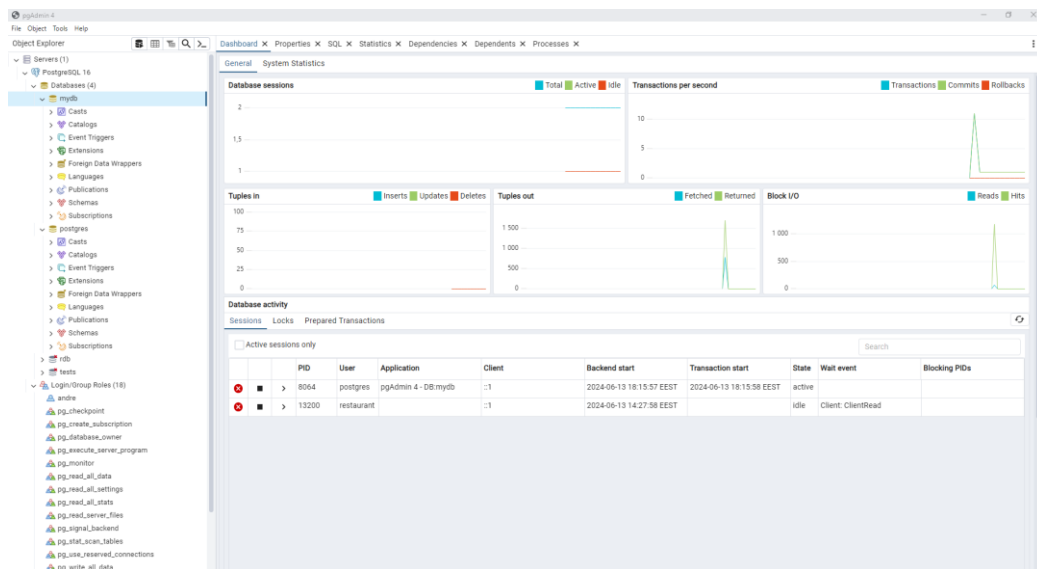 pgAdmin 4
File Object Tools Help
Object Explorer
Servers (1)
PostgreSQL 16
Databases (4)
mydb
Casts
Catalogs
Event Triggers
Extensions
Foreign Data Wrappers
Languages
Publications
Schemas
Subscriptions
postgres
Casts
Catalogs
Event Triggers
Extensions
Foreign Data Wrappers
Languages
Publications
Schemas
Subscriptions
rdb
tests
Login/Group Roles (18)
andre
pg_checkpoint
pg_create_subscription
pg_database_owner
pg_execute_server_program
pg_monitor
pg_read_all_data
pg_read_all_settings
pg_read_all_stats
pg_read_server_files
pg_signal_backend
pg_stat_scan_tables
pg_use_reserved_connections
pg_write_all_data
Dashboard Properties SQL Statistics Dependencies Dependents Processes
General System Statistics
Database sessions Total Active Idle
2
1,5
1
Transactions per second Transactions Commits Rollbacks
10
5
0
Tuples in Inserts Updates Deletes
100
75
50
25
0
Tuples out Fetched Returned
1 500
1 000
500
0
Block I/O Reads Hits
1 000
500
0
Database activity
Sessions Locks Prepared Transactions
Active sessions only Search
PID User Application Client Backend start Transaction start State Wait event Blocking PIDs
8064 postgres pgAdmin 4 - DB:mydb ::1 2024-06-13 18:15:57 EEST 2024-06-13 18:15:58 EEST active
13200 restaurant ::1 2024-06-13 14:27:58 EEST idle Client: ClientRead